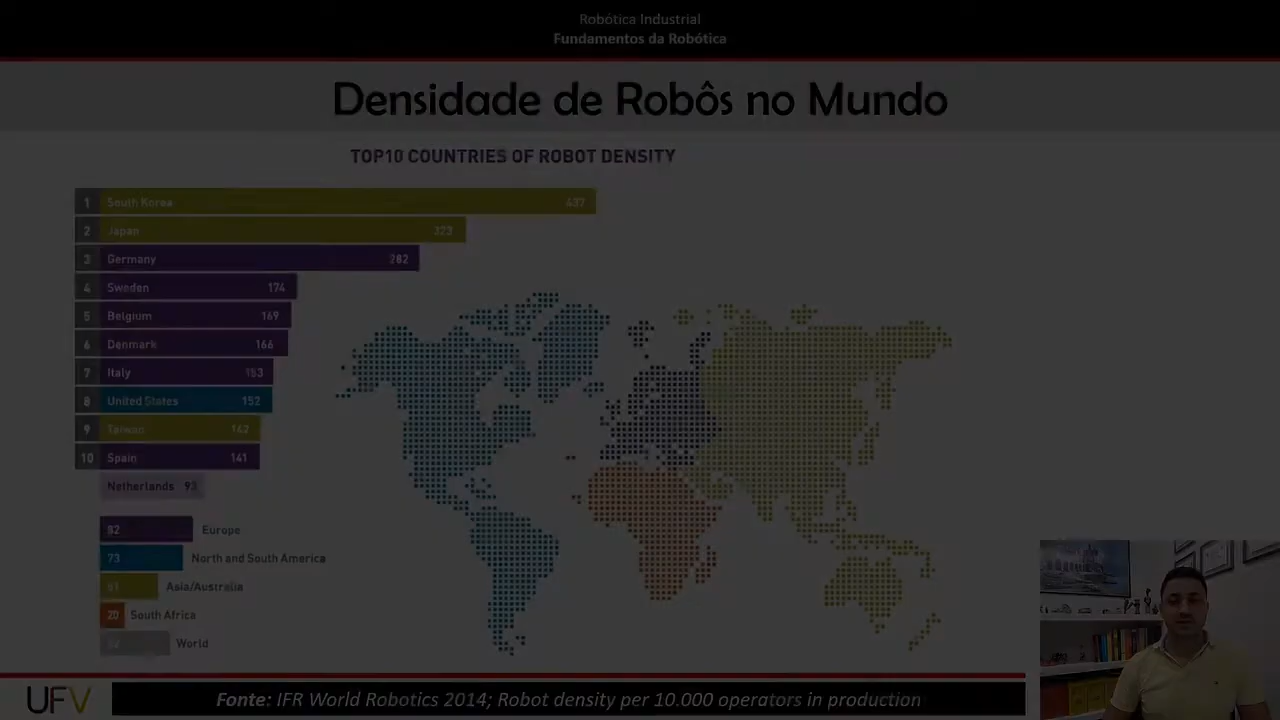 Robótica Industrial
Fundamentos da Robótica
Densidade de Robôs no Mundo
TOP10 COUNTRIES OF ROBOT DENSITY
1 South Korea 437
2 Japan 323
3 Germany 282
4 Sweden 174
5 Belgium 169
6 Denmark 166
7 Italy 153
8 United States 152
9 Taiwan 142
10 Spain 141
Netherlands 93
82 Europe
73 North and South America
61 Asia/Australia
20 South Africa
World
UFV
Fonte: IFR World Robotics 2014; Robot density per 10.000 operators in production